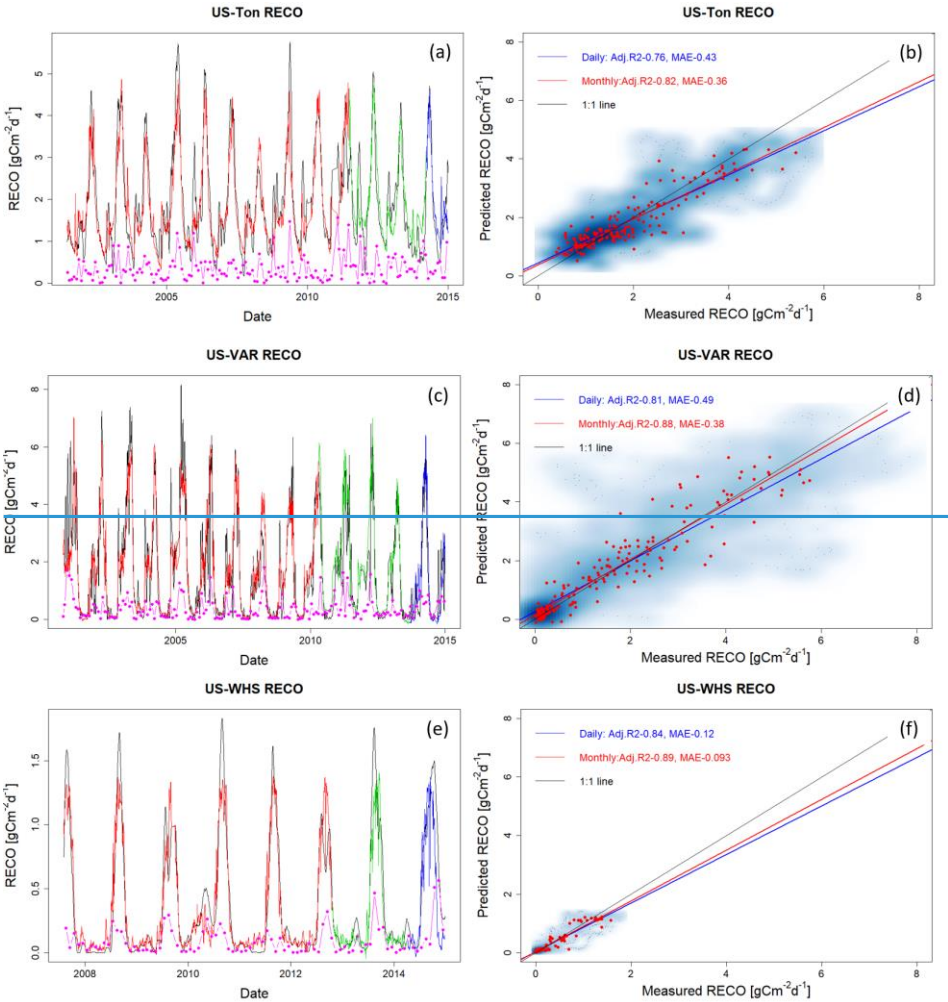 US-Ton RECO
(a)
RECO [gCm⁻²d⁻¹]
5
4
3
2
1
0
2005
2010
2015
Date
US-Ton RECO
(b)
Daily: Adj.R2-0.76, MAE-0.43
Monthly:Adj.R2-0.82, MAE-0.36
1:1 line
Predicted RECO [gCm⁻²d⁻¹]
8
6
4
2
0
0
2
4
6
8
Measured RECO [gCm⁻²d⁻¹]
US-VAR RECO
(c)
RECO [gCm⁻²d⁻¹]
8
6
4
2
0
2005
2010
2015
Date
US-VAR RECO
(d)
Daily: Adj.R2-0.81, MAE-0.49
Monthly:Adj.R2-0.88, MAE-0.38
1:1 line
Predicted RECO [gCm⁻²d⁻¹]
8
6
4
2
0
0
2
4
6
8
Measured RECO [gCm⁻²d⁻¹]
US-WHS RECO
(e)
RECO [gCm⁻²d⁻¹]
1.5
1.0
0.5
0.0
2008
2010
2012
2014
Date
US-WHS RECO
(f)
Daily: Adj.R2-0.84, MAE-0.12
Monthly:Adj.R2-0.89, MAE-0.093
1:1 line
Predicted RECO [gCm⁻²d⁻¹]
8
6
4
2
0
0
2
4
6
8
Measured RECO [gCm⁻²d⁻¹]